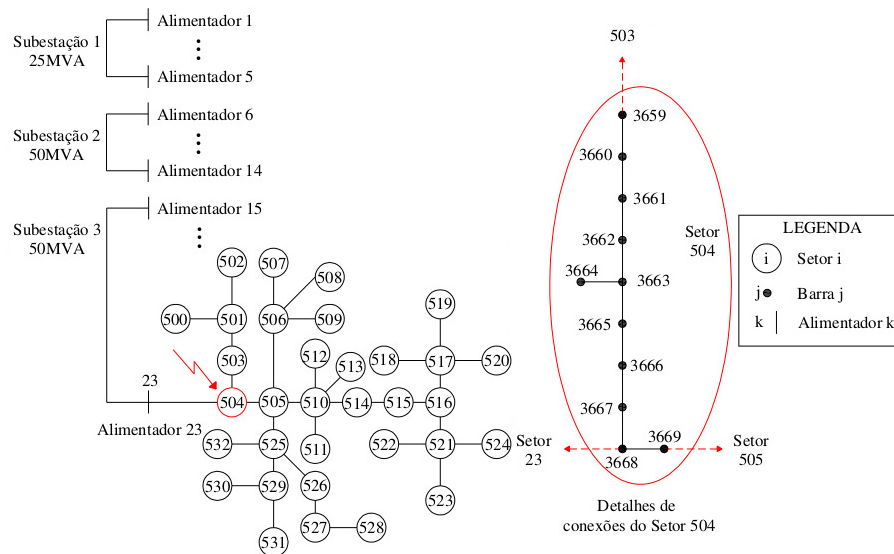 Subestação 1
25MVA
Alimentador 1
Alimentador 5
Subestação 2
50MVA
Alimentador 6
Alimentador 14
Subestação 3
50MVA
Alimentador 15
502
507
508
500
501
506
509
503
512
513
519
518
517
520
23
504
505
510
514
515
516
Alimentador 23
532
525
511
522
521
524
530
529
526
523
531
527
528
503
3659
3660
3661
3662
3664
3663
3665
3666
3667
3669
3668
Setor
504
Setor
23
Setor
505
Detalhes de
conexões do Setor 504
LEGENDA
i Setor i
j Barra j
k Alimentador k